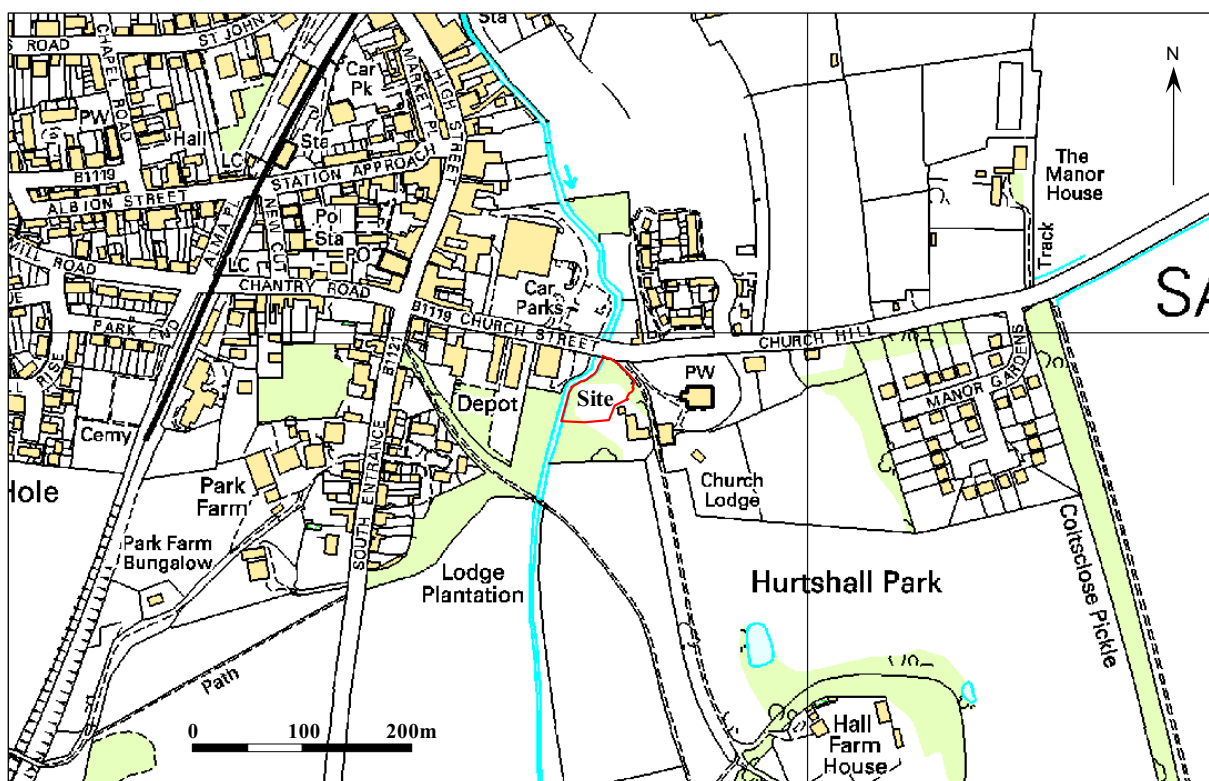 S ROAD
ST JOHN S
CHAPEL ROAD
PW
Hall
LC
Sta
Car
Pk
MARKET PL
HIGH STREET
Sta
N
B1119
ALBION STREET
STATION APPROACH
The
Manor
House
Track
MILL ROAD
ALMA PL
NEW CUT
LC
Pol
Sta
PO
CHANTRY ROAD
Car
Parks
B1119 CHURCH STREET
CHURCH HILL
SA
PARK END
RISE
B1121
SOUTH ENTRANCE
Depot
Site
PW
MANOR GARDENS
Cemy
Hole
Park
Farm
Church
Lodge
Park Farm
Bungalow
Lodge
Plantation
Hurtshall Park
Coltsclose Pickle
Path
0 100 200m
Hall
Farm
House